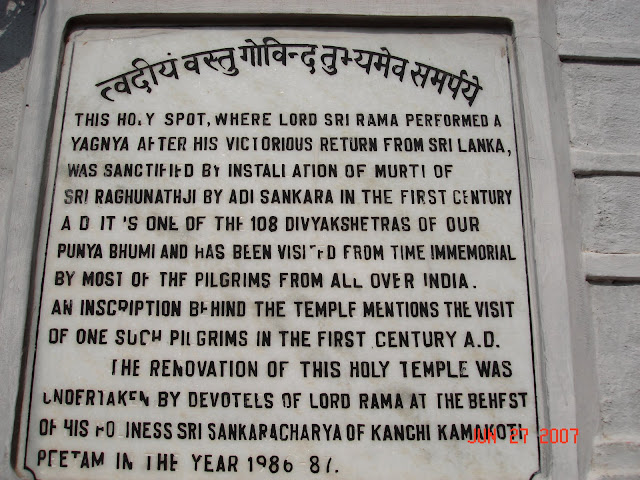 त्वदीयं वस्तु गोविन्द तुभ्यमेव समर्पये
THIS HOLY SPOT, WHERE LORD SRI RAMA PERFORMED A
YAGNYA AFTER HIS VICTORIOUS RETURN FROM SRI LANKA,
WAS SANCTIFIED BY INSTALLATION OF MURTI OF
SRI RAGHUNATHJI BY ADI SANKARA IN THE FIRST CENTURY
A.D. IT 'S ONE OF THE 108 DIVYAKSHETRAS OF OUR
PUNYA BHUMI AND HAS BEEN VISITED FROM TIME IMMEMORIAL
BY MOST OF THE PILGRIMS FROM ALL OVER INDIA.
AN INSCRIPTION BEHIND THE TEMPLE MENTIONS THE VISIT
OF ONE SUCH PILGRIMS IN THE FIRST CENTURY A.D.
THE RENOVATION OF THIS HOLY TEMPLE WAS
UNDERTAKEN BY DEVOTEES OF LORD RAMA AT THE BEHEST
OF HIS HOLINESS SRI SANKARACHARYA OF KANCHI KAMAKOTI
PEETAM IN THE YEAR 1986-87.
JUN 27 2007